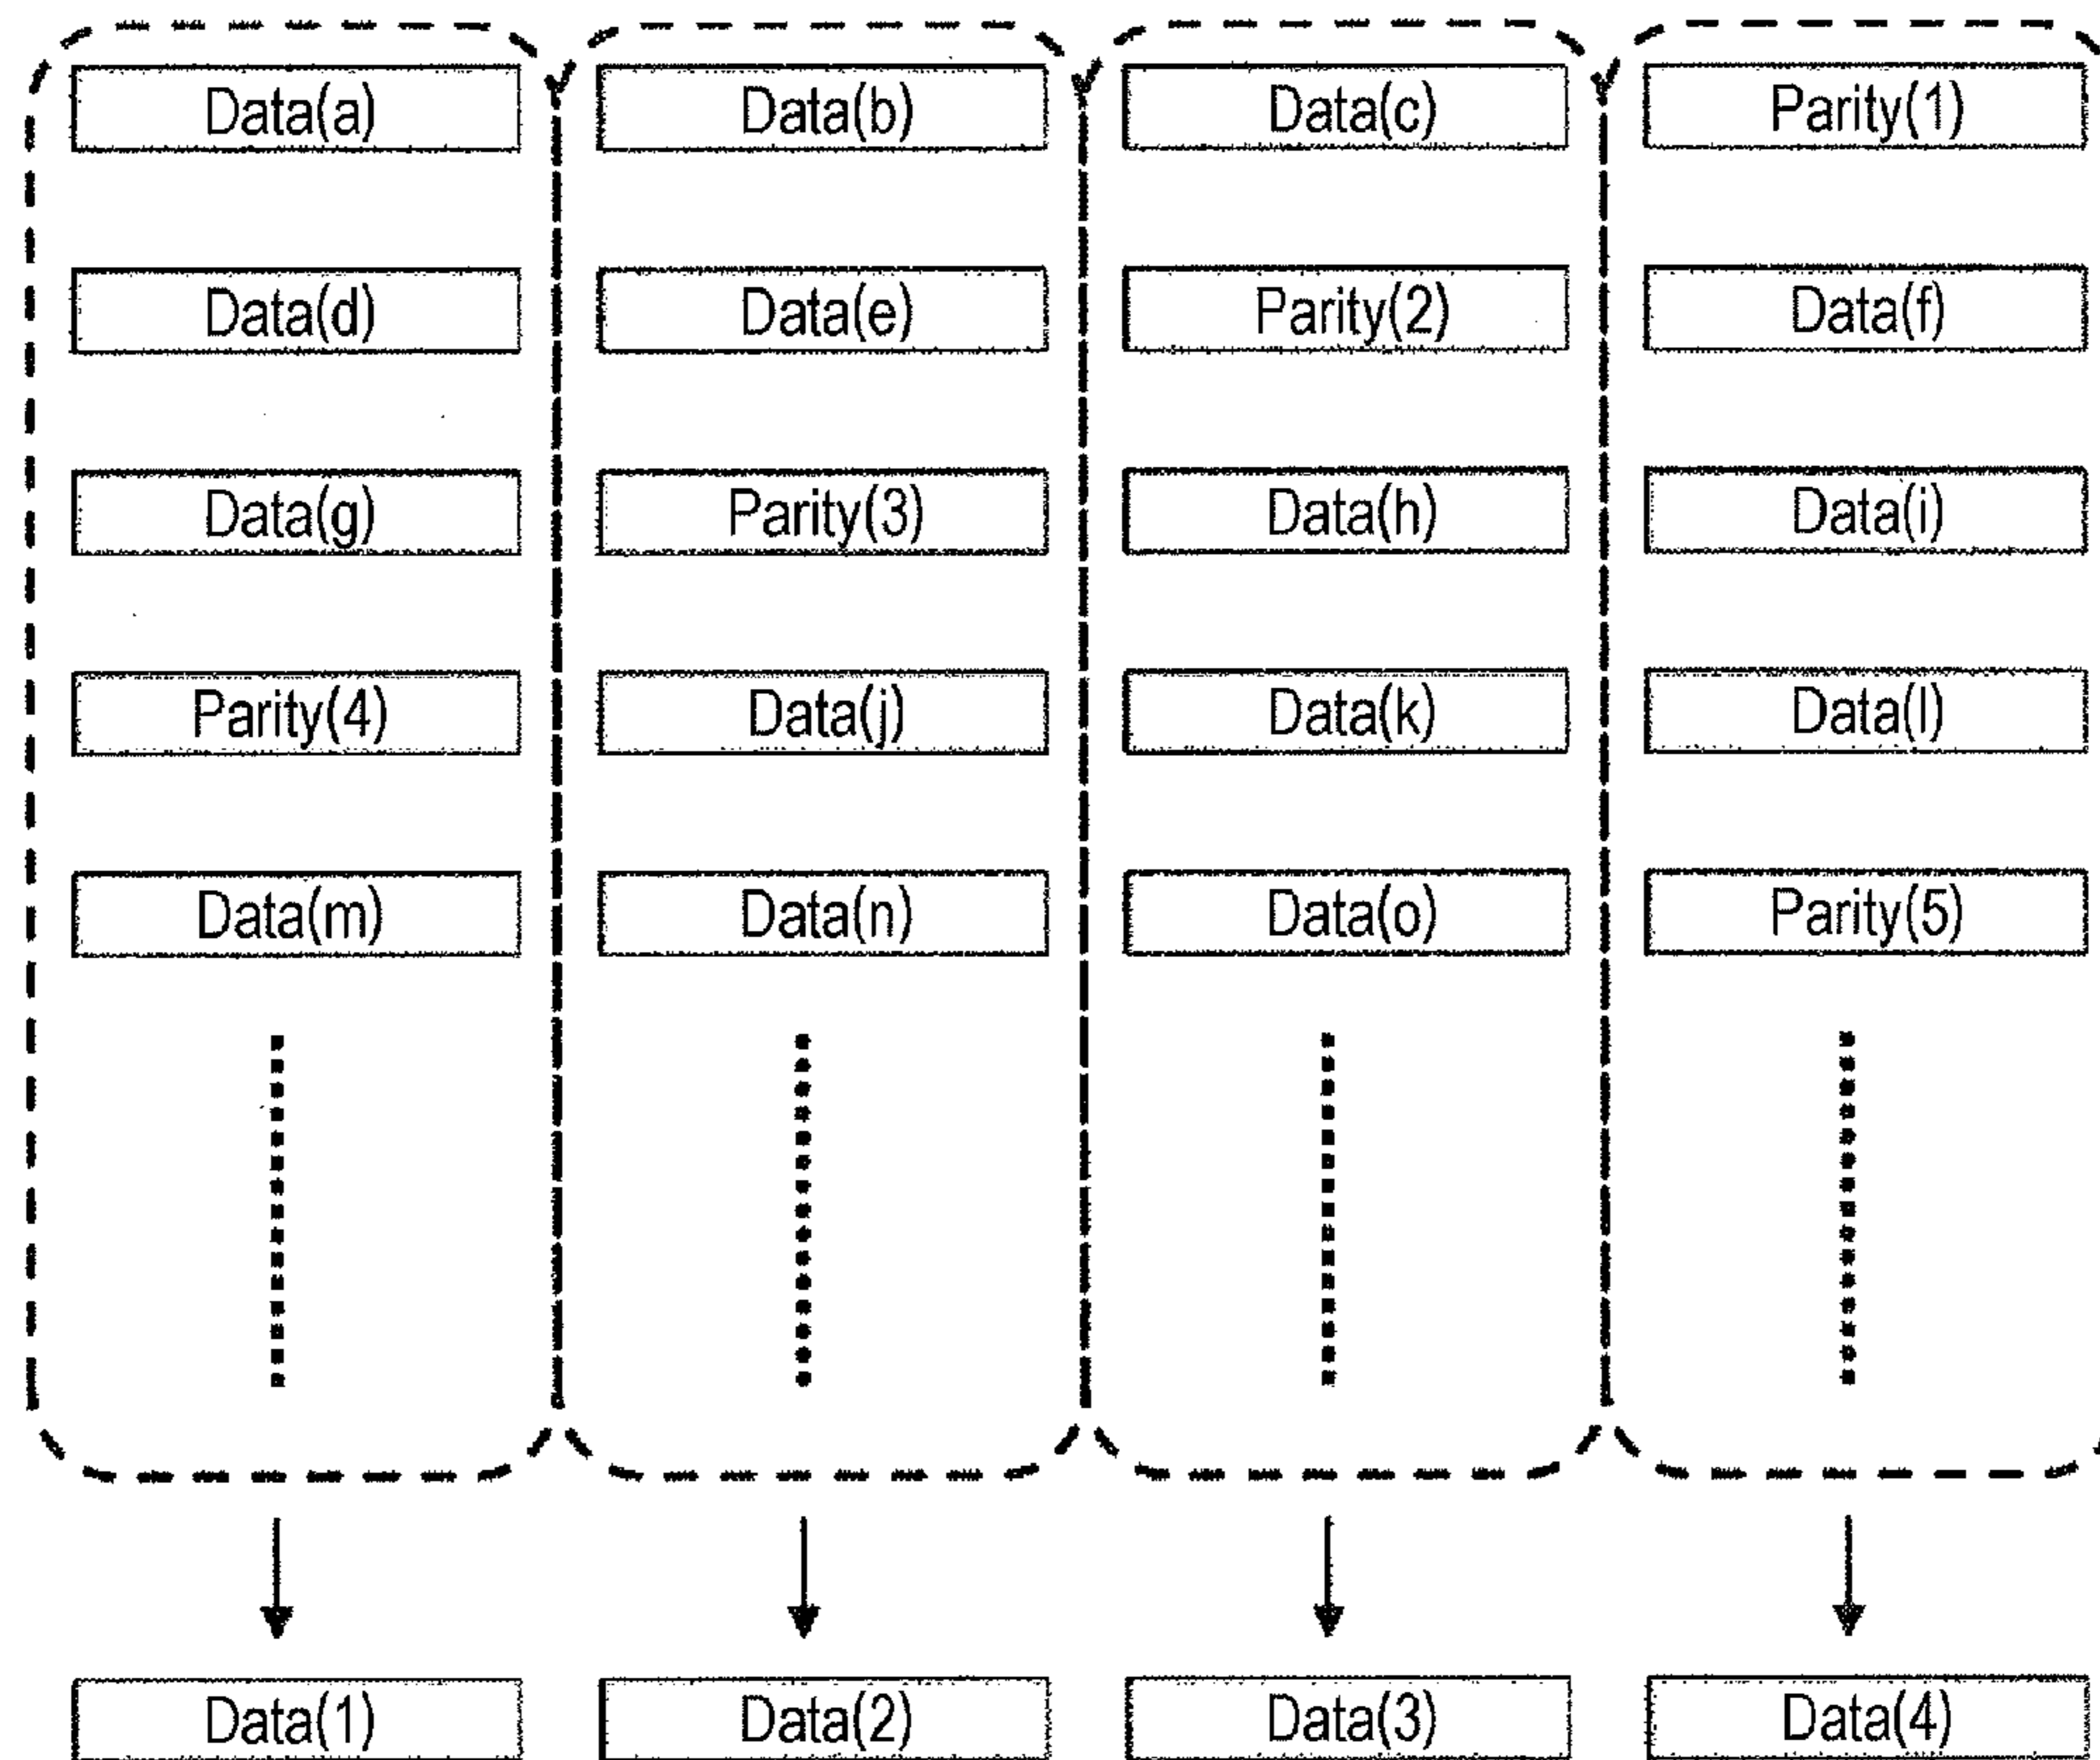 Data(a) Data(b) Data(c) Parity(1)
Data(d) Data(e) Parity(2) Data(f)
Data(g) Parity(3) Data(h) Data(i)
Parity(4) Data(j) Data(k) Data(l)
Data(m) Data(n) Data(o) Parity(5)
Data(1) Data(2) Data(3) Data(4)